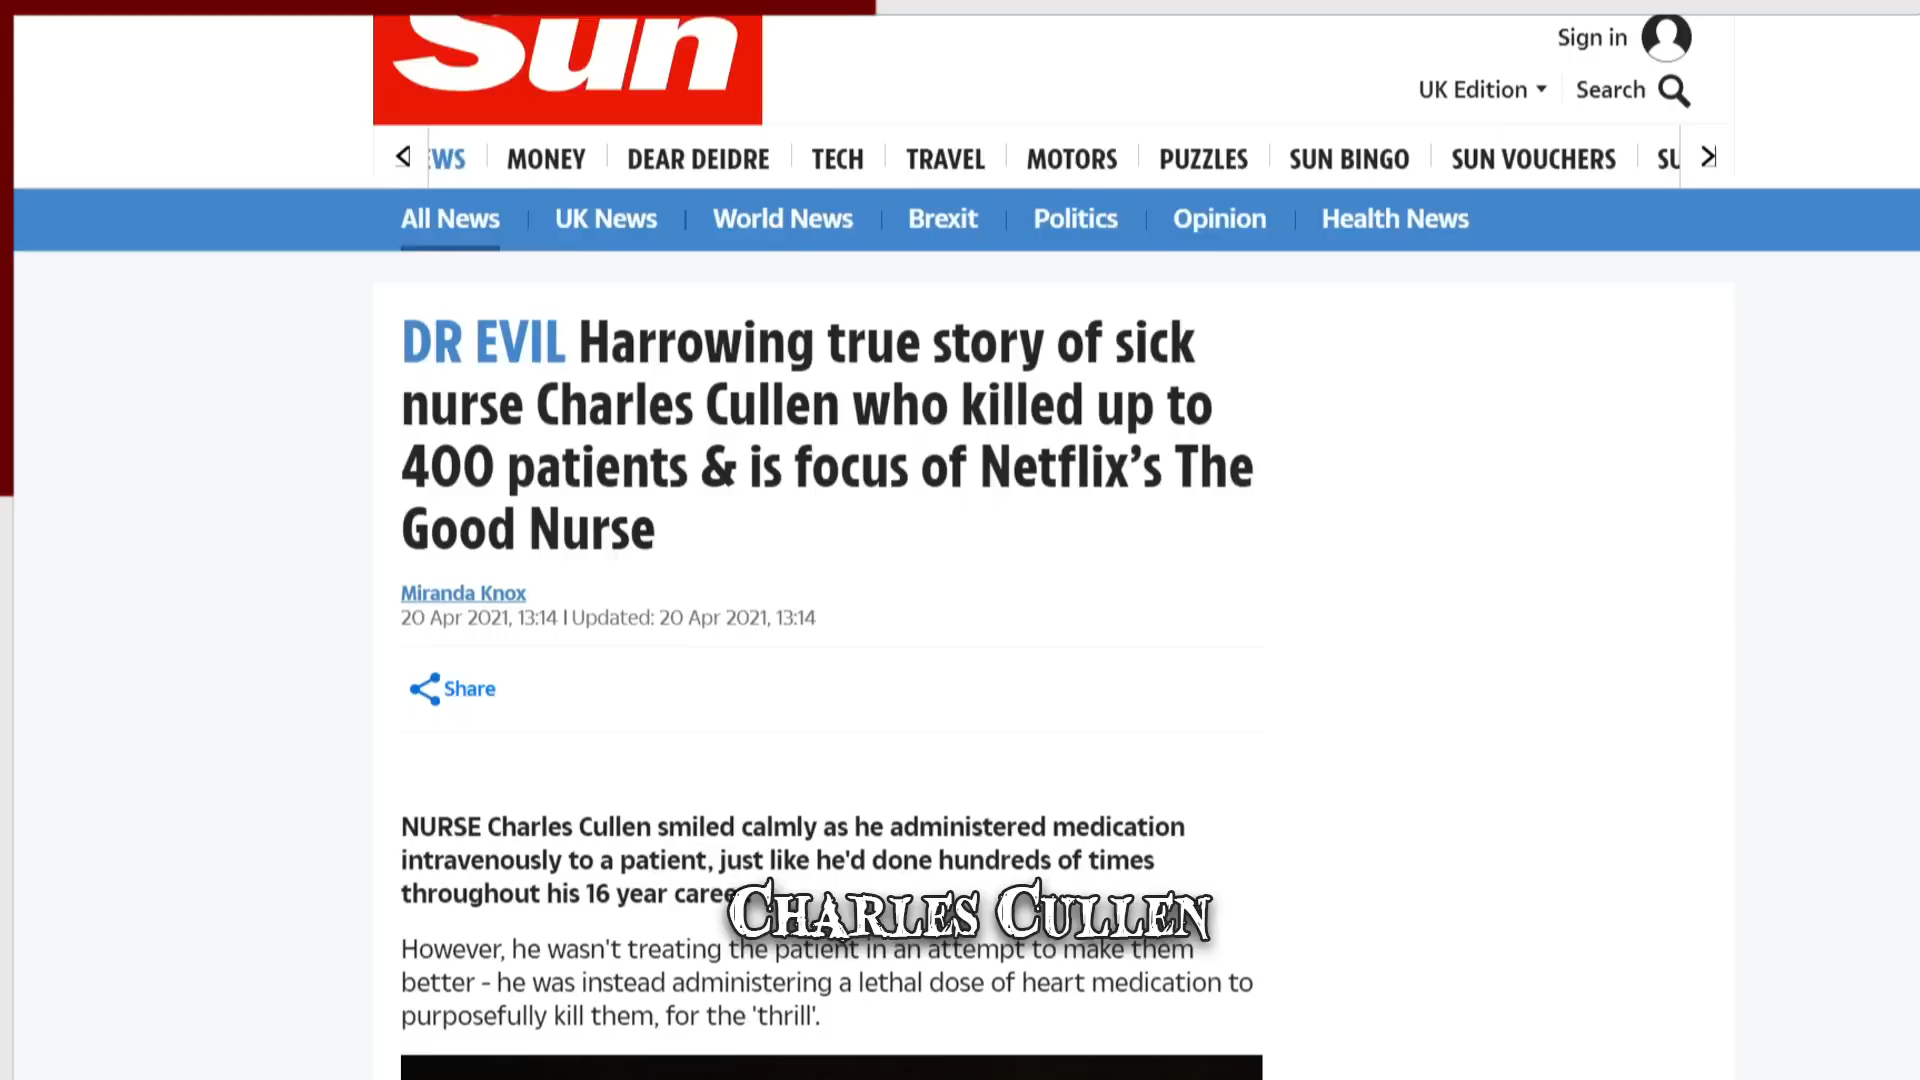 Sun
Sign in
UK Edition
Search
EWS
MONEY
DEAR DEIDRE
TECH
TRAVEL
MOTORS
PUZZLES
SUN BINGO
SUN VOUCHERS
SU
All News
UK News
World News
Brexit
Politics
Opinion
Health News
DR EVIL Harrowing true story of sick
nurse Charles Cullen who killed up to
400 patients & is focus of Netflix’s The
Good Nurse
Miranda Knox
20 Apr 2021, 13:14 | Updated: 20 Apr 2021, 13:14
Share
NURSE Charles Cullen smiled calmly as he administered medication
intravenously to a patient, just like he'd done hundreds of times
throughout his 16 year caree
Charles Cullen
However, he wasn't treating the patient in an attempt to make them
better - he was instead administering a lethal dose of heart medication to
purposefully kill them, for the 'thrill'.